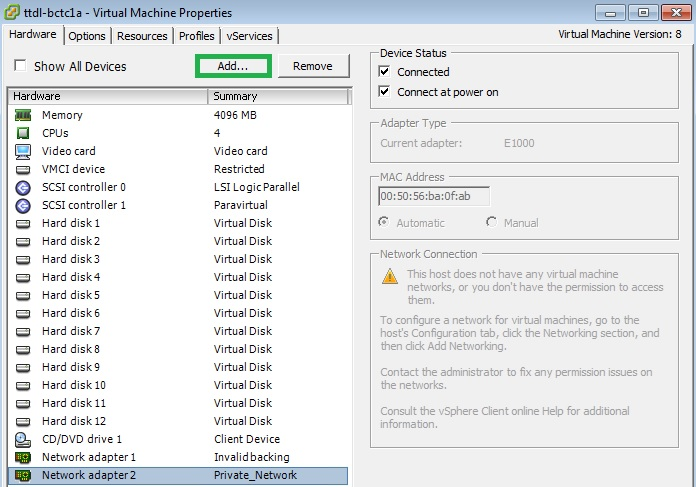 ttdl-bctc1a - Virtual Machine Properties
Hardware Options Resources Profiles vServices Virtual Machine Version: 8
Show All Devices Add... Remove
Hardware Summary
Memory 4096 MB
CPUs 4
Video card Video card
VMCI device Restricted
SCSI controller 0 LSI Logic Parallel
SCSI controller 1 Paravirtual
Hard disk 1 Virtual Disk
Hard disk 2 Virtual Disk
Hard disk 3 Virtual Disk
Hard disk 4 Virtual Disk
Hard disk 5 Virtual Disk
Hard disk 6 Virtual Disk
Hard disk 7 Virtual Disk
Hard disk 8 Virtual Disk
Hard disk 9 Virtual Disk
Hard disk 10 Virtual Disk
Hard disk 11 Virtual Disk
Hard disk 12 Virtual Disk
CD/DVD drive 1 Client Device
Network adapter 1 Invalid backing
Network adapter 2 Private_Network
Device Status
Connected
Connect at power on
Adapter Type
Current adapter: E1000
MAC Address
00:50:56:ba:0f:ab
Automatic Manual
Network Connection
This host does not have any virtual machine
networks, or you don't have the permission to access
them.
To configure a network for virtual machines, go to the
host's Configuration tab, click the Networking section, and
then click Add Networking.
Contact the administrator to fix any permission issues on
the networks.
Consult the vSphere Client online Help for additional
information.